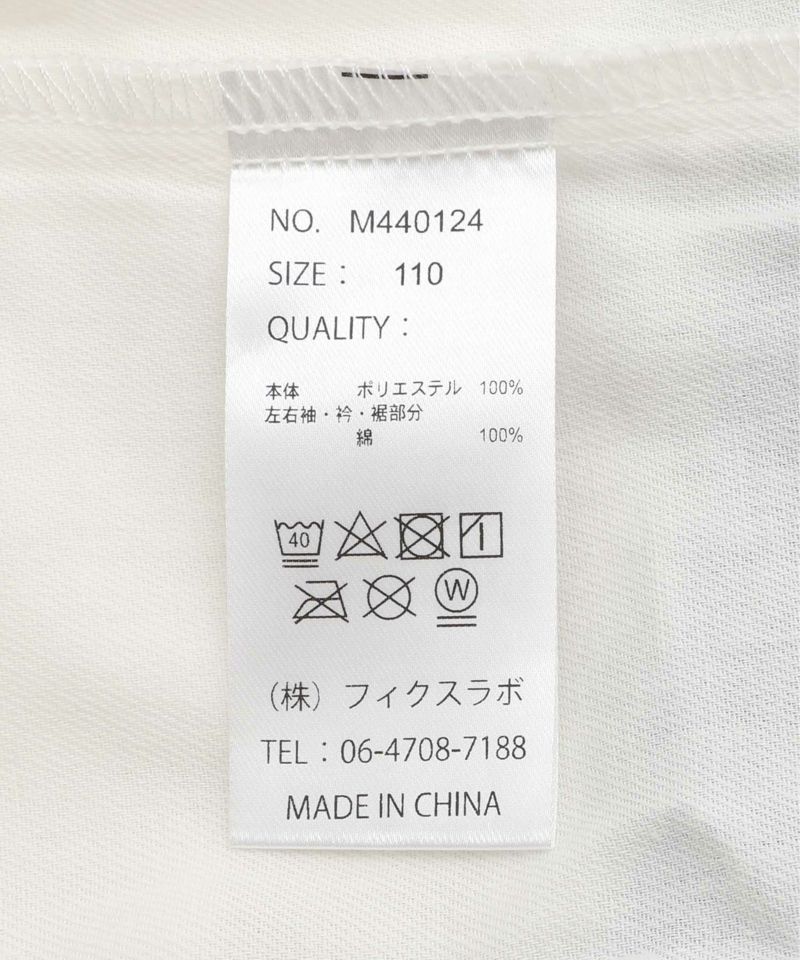 NO. M440124
SIZE : 110
QUALITY :
本体 ポリエステル 100%
左右袖・衿・裾部分
綿 100%
40
W
(株) フィクスラボ
TEL : 06-4708-7188
MADE IN CHINA